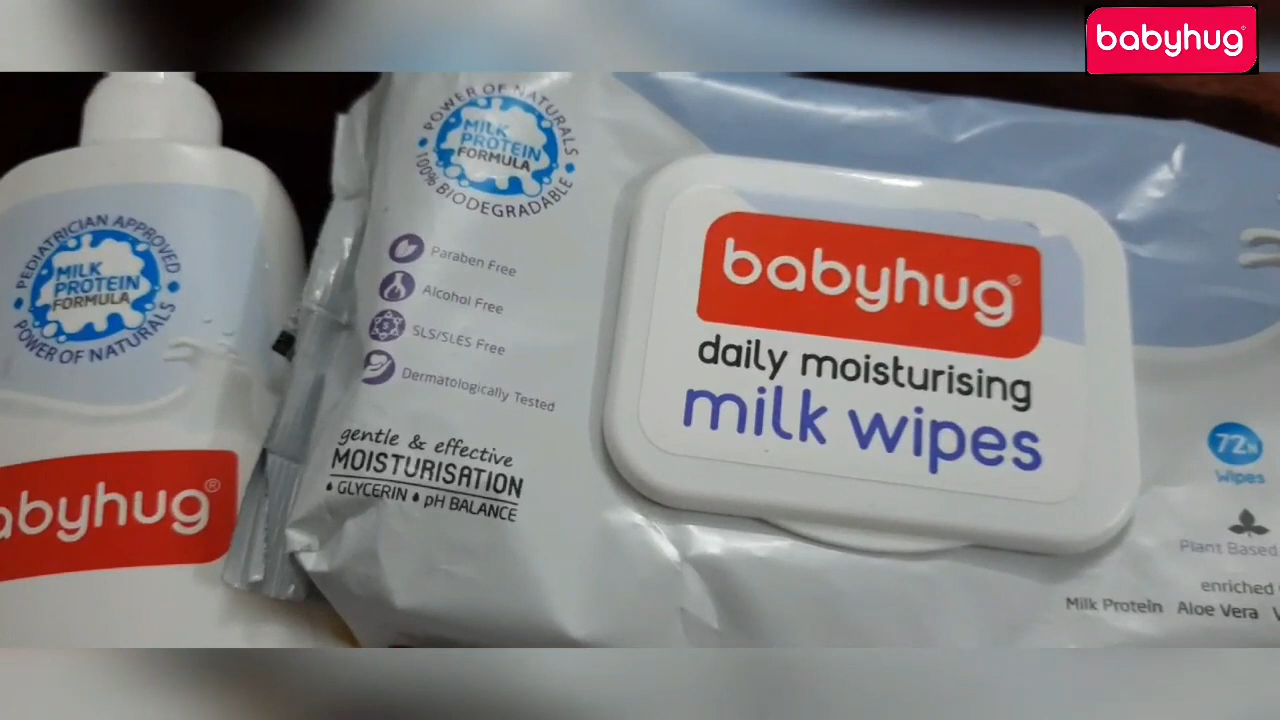 babyhug
POWER OF NATURALS
MILK
PROTEIN
FORMULA
100% BIODEGRADABLE
Paraben Free
Alcohol Free
SLS/SLES Free
Dermatologically Tested
gentle & effective
MOISTURISATION
• GLYCERIN • pH BALANCE
babyhug®
daily moisturising
milk wipes
72N
Wipes
Plant Based
enriched
Milk Protein Aloe Vera
PEDIATRICIAN APPROVED
MILK
PROTEIN
FORMULA
POWER OF NATURALS
abyhug®